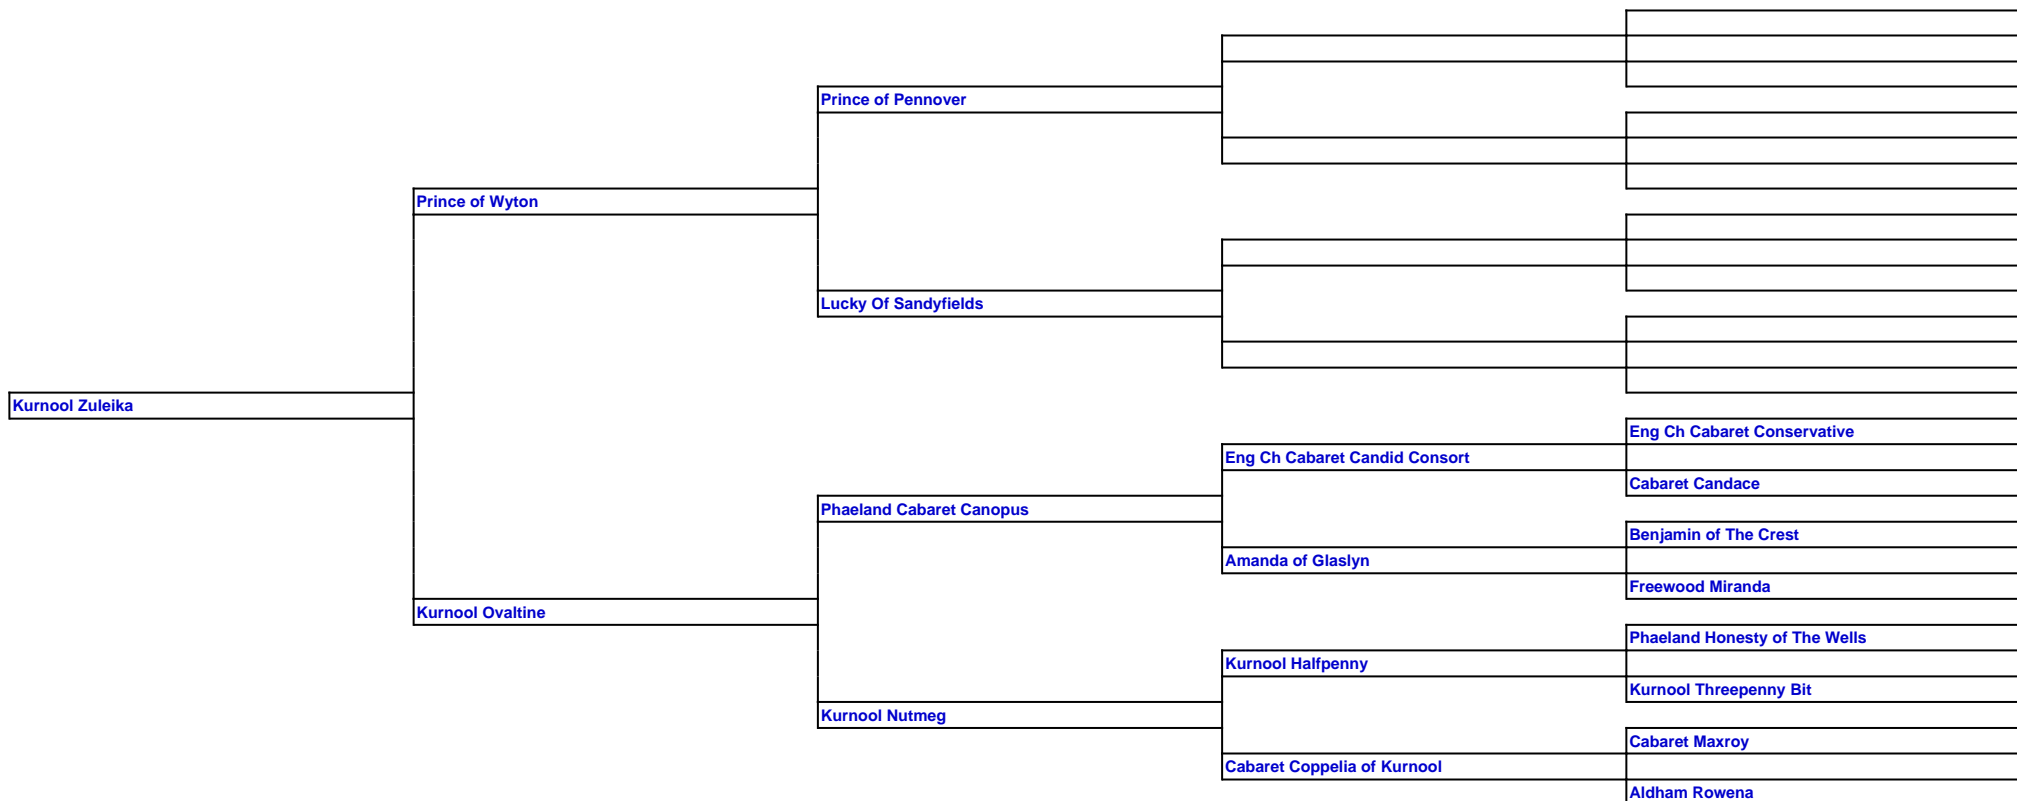 Prince of Pennover
Prince of Wyton
Lucky Of Sandyfields
Kurnool Zuleika
Eng Ch Cabaret Conservative
Eng Ch Cabaret Candid Consort
Cabaret Candace
Phaeland Cabaret Canopus
Benjamin of The Crest
Amanda of Glaslyn
Freewood Miranda
Kurnool Ovaltine
Phaeland Honesty of The Wells
Kurnool Halfpenny
Kurnool Threepenny Bit
Kurnool Nutmeg
Cabaret Maxroy
Cabaret Coppelia of Kurnool
Aldham Rowena